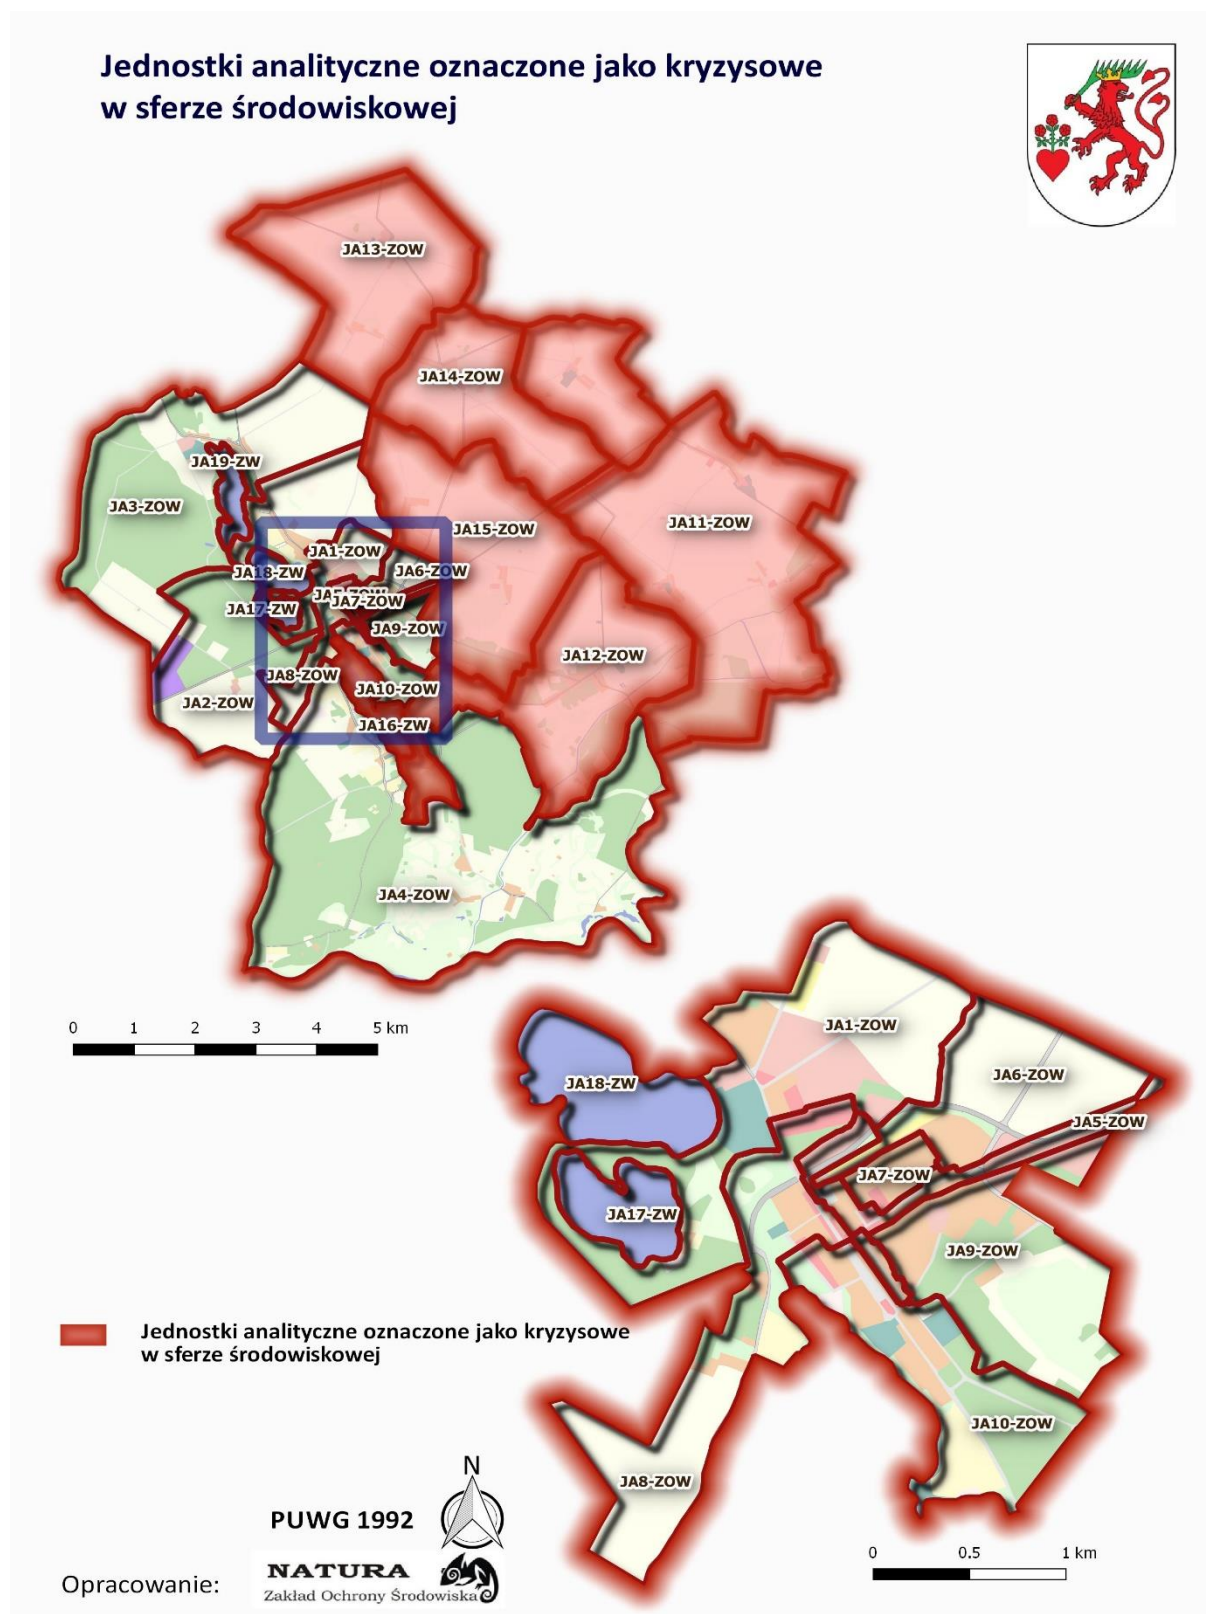 Jednostki analityczne oznaczone jako kryzysowe
w sferze środowiskowej
JA13-ZOW
JA14-ZOW
JA19-ZW
JA3-ZOW
JA15-ZOW
JA11-ZOW
JA1-ZOW
JA18-ZW
JA6-ZOW
JA7-ZOW
JA17-ZW
JA9-ZOW
JA12-ZOW
JA8-ZOW
JA10-ZOW
JA2-ZOW
JA16-ZW
JA4-ZOW
0 1 2 3 4 5 km
JA1-ZOW
JA18-ZW
JA6-ZOW
JA5-ZOW
JA7-ZOW
JA17-ZW
JA9-ZOW
Jednostki analityczne oznaczone jako kryzysowe
w sferze środowiskowej
JA10-ZOW
JA8-ZOW
N
PUWG 1992
0 0.5 1 km
Opracowanie:
NATURA
Zakład Ochrony Środowiska